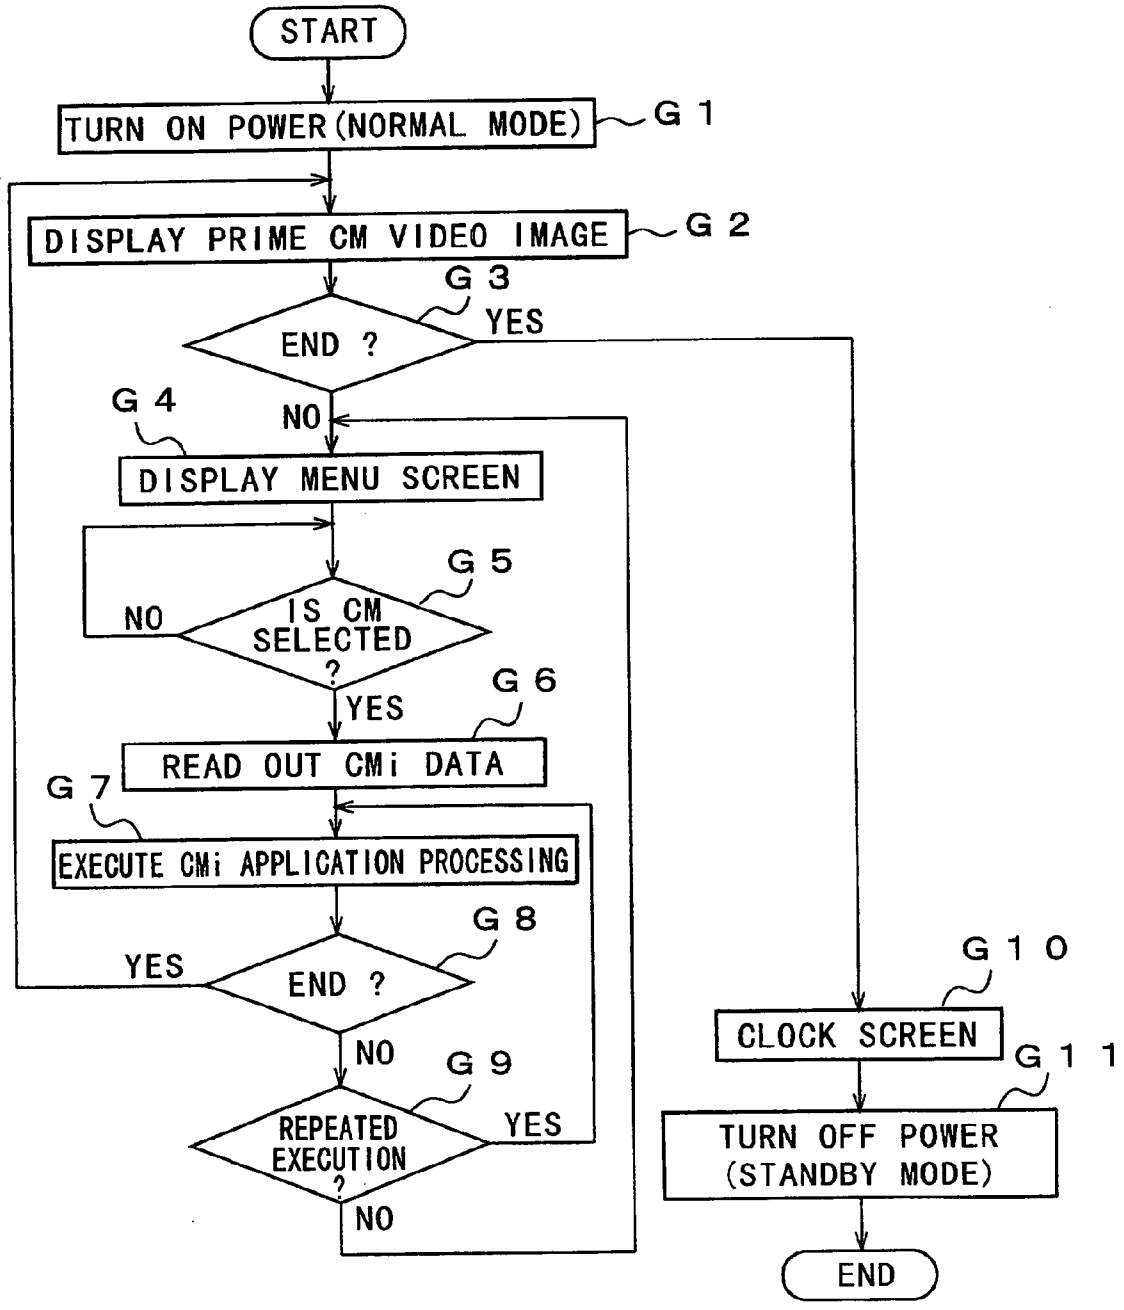 START
TURN ON POWER(NORMAL MODE)
G 1
DISPLAY PRIME CM VIDEO IMAGE
G 2
G 3
END ?
YES
NO
G 4
DISPLAY MENU SCREEN
G 5
IS CM
SELECTED
?
NO
YES
G 6
READ OUT CMi DATA
G 7
EXECUTE CMi APPLICATION PROCESSING
G 8
END ?
YES
NO
G 9
REPEATED
EXECUTION
?
YES
NO
G 1 0
CLOCK SCREEN
G 1 1
TURN OFF POWER
(STANDBY MODE)
END